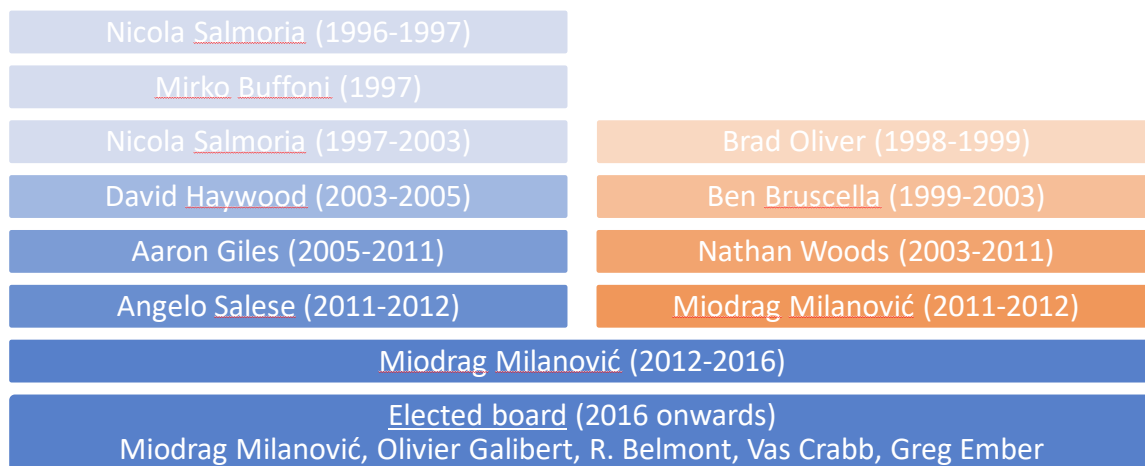 Nicola Salmoria (1996-1997)
Mirko Buffoni (1997)
Nicola Salmoria (1997-2003)
Brad Oliver (1998-1999)
David Haywood (2003-2005)
Ben Bruscella (1999-2003)
Aaron Giles (2005-2011)
Nathan Woods (2003-2011)
Angelo Salese (2011-2012)
Miodrag Milanović (2011-2012)
Miodrag Milanović (2012-2016)
Elected board (2016 onwards)
Miodrag Milanović, Olivier Galibert, R. Belmont, Vas Crabb, Greg Ember